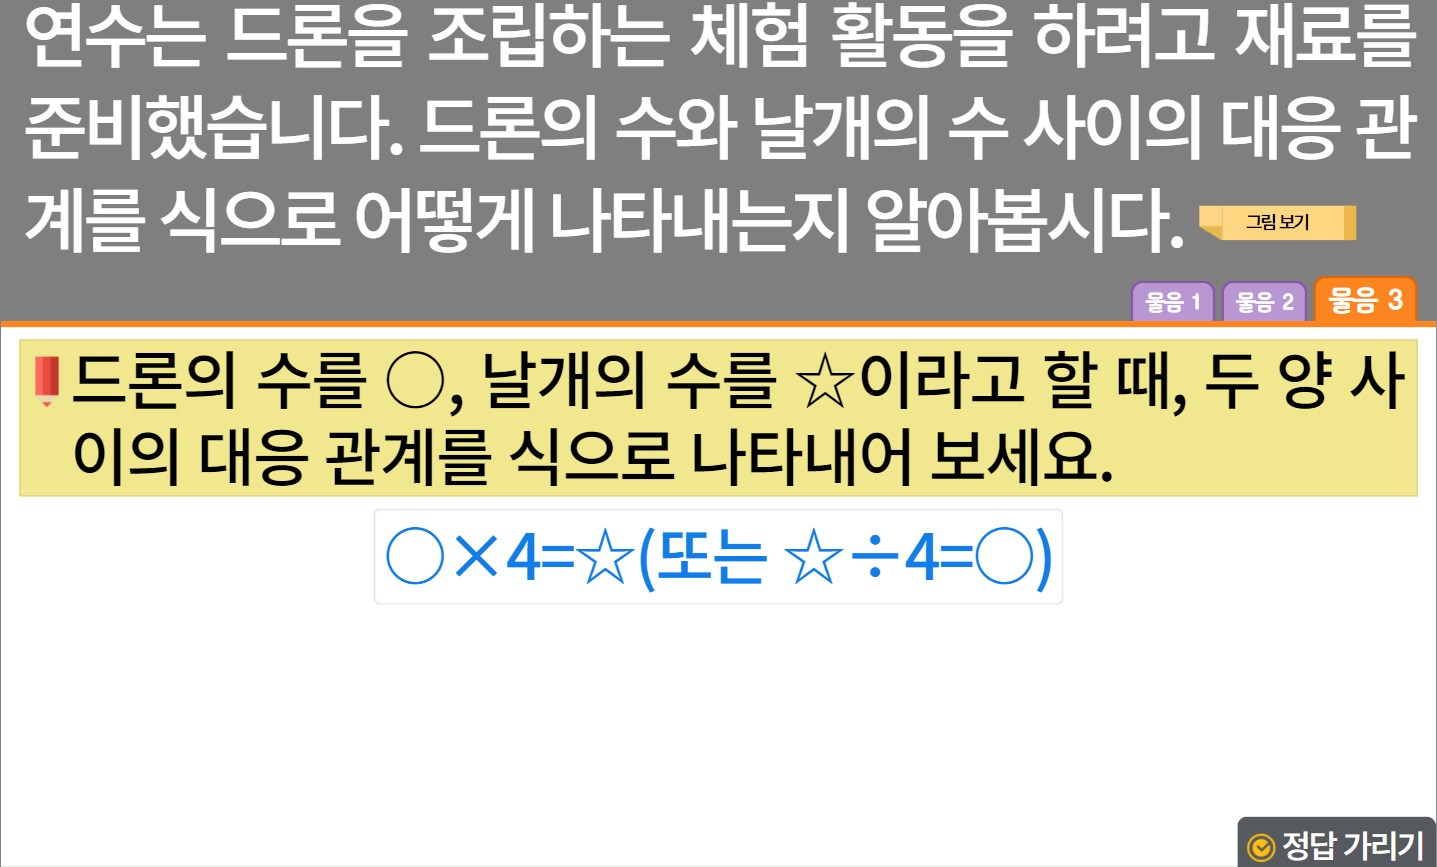 연수는 드론을 조립하는 체험 활동을 하려고 재료를
준비했습니다. 드론의 수와 날개의 수 사이의 대응 관
계를 식으로 어떻게 나타내는지 알아봅시다. 그림 보기
물음 1 물음 2 물음 3
드론의 수를 ○, 날개의 수를 ☆이라고 할 때, 두 양 사
이의 대응 관계를 식으로 나타내어 보세요.
○×4=☆(또는 ☆÷4=○)
정답 가리기